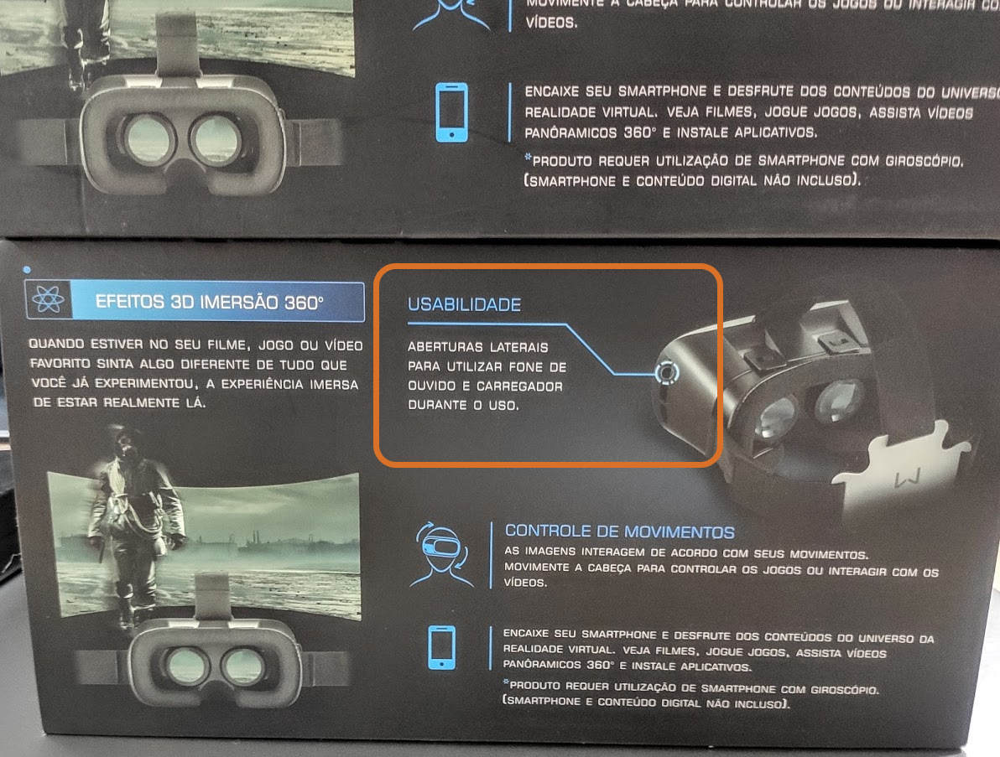 MOVIMENTE A CABEÇA PARA CONTROLAR OS JOGOS OU INTERAGIR CO
VÍDEOS.
ENCAIXE SEU SMARTPHONE E DESFRUTE DOS CONTEÚDOS DO UNIVERSO
REALIDADE VIRTUAL. VEJA FILMES, JOGUE JOGOS, ASSISTA VÍDEOS
PANÔRAMICOS 360° E INSTALE APLICATIVOS.
*PRODUTO REQUER UTILIZAÇÃO DE SMARTPHONE COM GIROSCÓPIO.
(SMARTPHONE E CONTEÚDO DIGITAL NÃO INCLUSO).
EFEITOS 3D IMERSÃO 360°
QUANDO ESTIVER NO SEU FILME, JOGO OU VÍDEO
FAVORITO SINTA ALGO DIFERENTE DE TUDO QUE
VOCÊ JÁ EXPERIMENTOU, A EXPERIÊNCIA IMERSA
DE ESTAR REALMENTE LÁ.
USABILIDADE
ABERTURAS LATERAIS
PARA UTILIZAR FONE DE
OUVIDO E CARREGADOR
DURANTE O USO.
CONTROLE DE MOVIMENTOS
AS IMAGENS INTERAGEM DE ACORDO COM SEUS MOVIMENTOS.
MOVIMENTE A CABEÇA PARA CONTROLAR OS JOGOS OU INTERAGIR COM OS
VÍDEOS.
ENCAIXE SEU SMARTPHONE E DESFRUTE DOS CONTEÚDOS DO UNIVERSO DA
REALIDADE VIRTUAL. VEJA FILMES, JOGUE JOGOS, ASSISTA VÍDEOS
PANÔRAMICOS 360° E INSTALE APLICATIVOS.
*PRODUTO REQUER UTILIZAÇÃO DE SMARTPHONE COM GIROSCÓPIO.
(SMARTPHONE E CONTEÚDO DIGITAL NÃO INCLUSO).